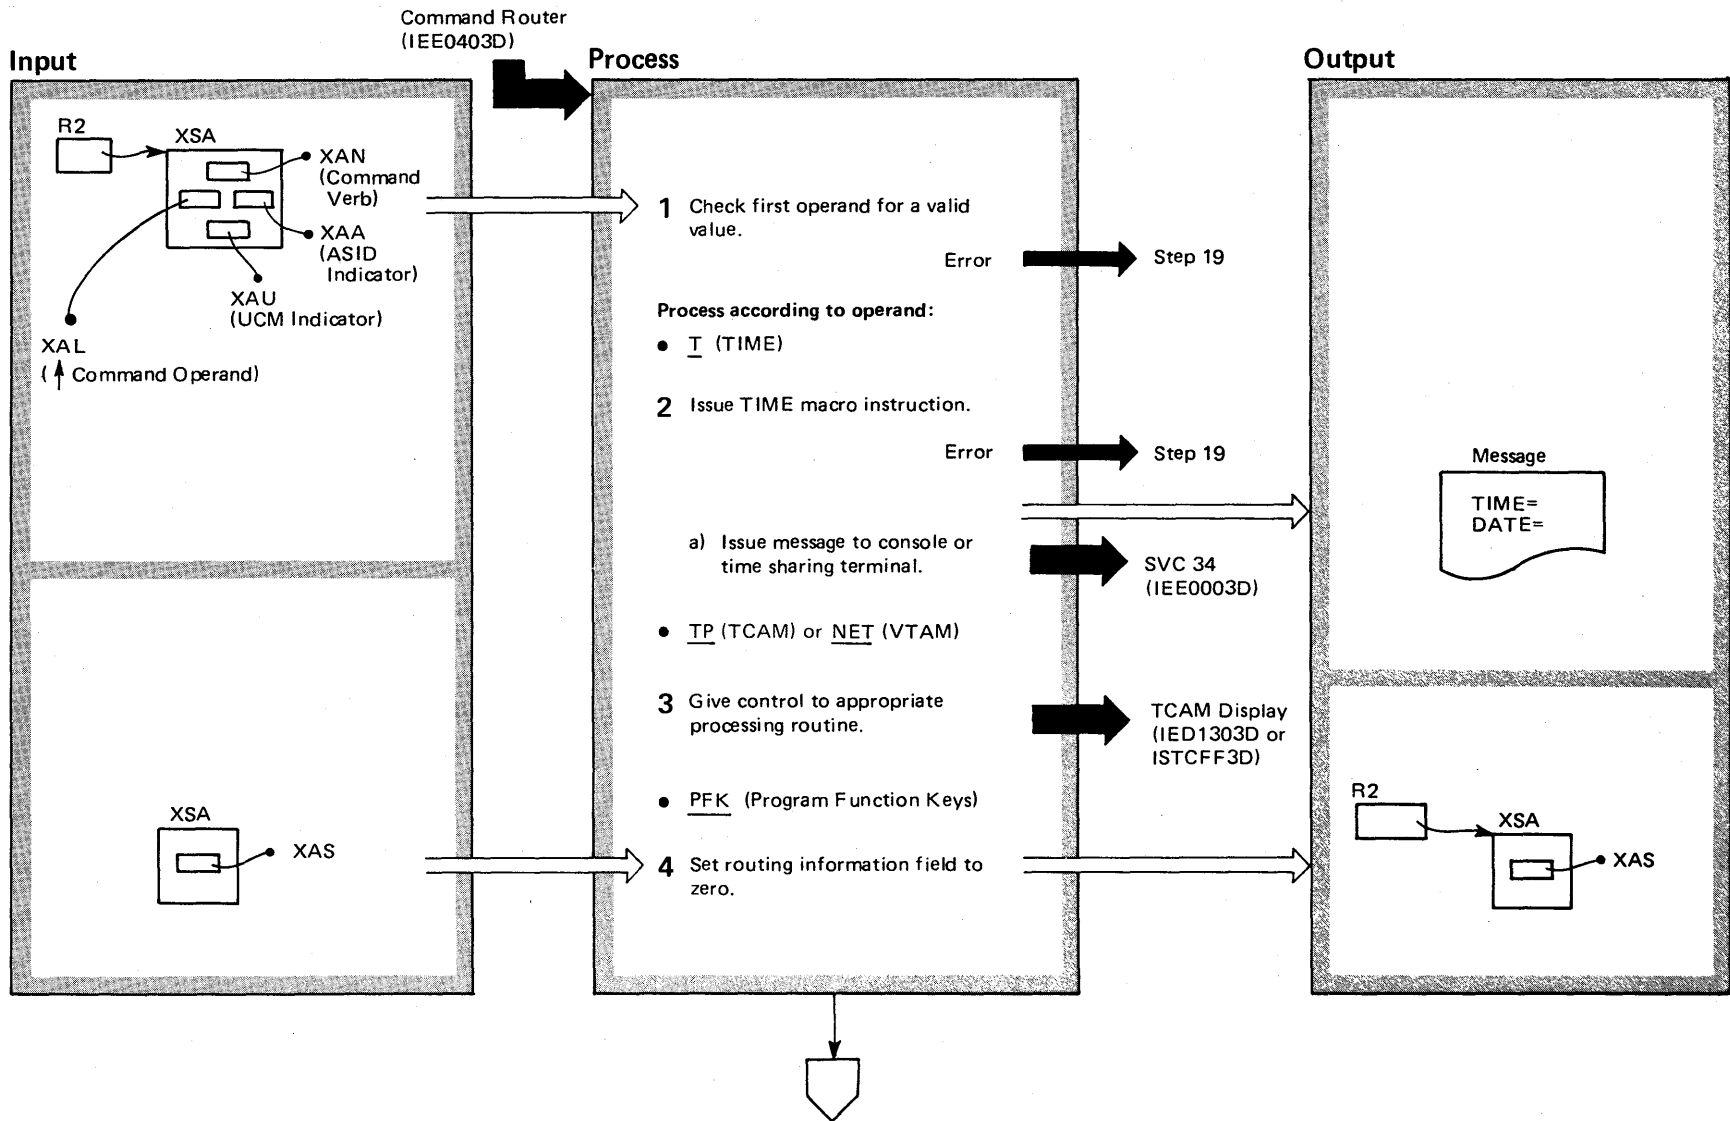 Command Router
(IEE0403D)
Input
Process
Output
R2
XSA
XAN
(Command
Verb)
XAA
(ASID
Indicator)
XAU
(UCM Indicator)
XAL
(↑ Command Operand)
1 Check first operand for a valid
value.
Error
Step 19
Process according to operand:
• T (TIME)
2 Issue TIME macro instruction.
Error
Step 19
a) Issue message to console or
time sharing terminal.
SVC 34
(IEE0003D)
Message
TIME=
DATE=
• TP (TCAM) or NET (VTAM)
3 Give control to appropriate
processing routine.
TCAM Display
(IED1303D or
ISTCFF3D)
• PFK (Program Function Keys)
XSA
XAS
4 Set routing information field to
zero.
R2
XSA
XAS